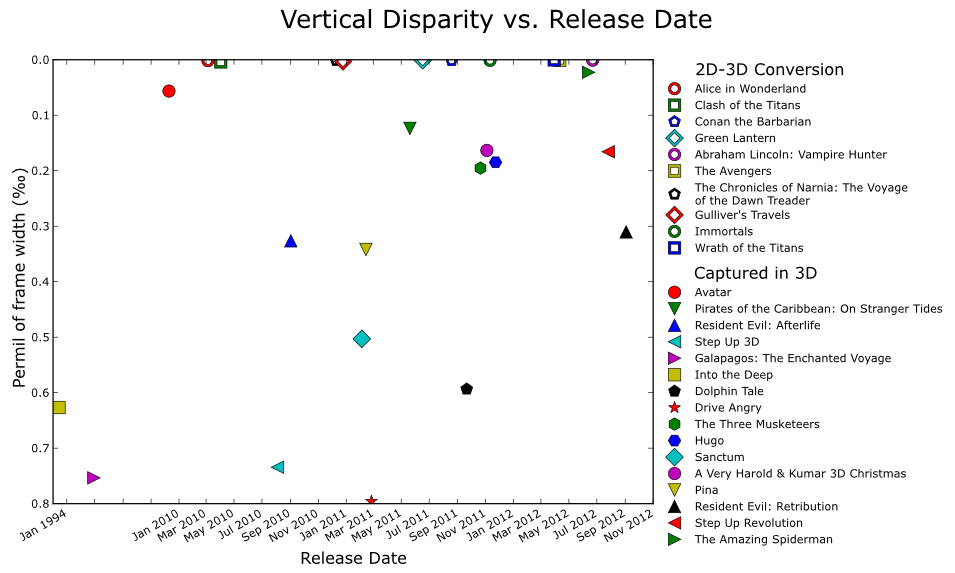 Vertical Disparity vs. Release Date
Permil of frame width (‰)
0.0
0.1
0.2
0.3
0.4
0.5
0.6
0.7
0.8
Jan 1994
Jan 2010
Mar 2010
May 2010
Jul 2010
Sep 2010
Nov 2010
Jan 2011
Mar 2011
May 2011
Jul 2011
Sep 2011
Nov 2011
Jan 2012
Mar 2012
May 2012
Jul 2012
Sep 2012
Nov 2012
Release Date
2D-3D Conversion
Alice in Wonderland
Clash of the Titans
Conan the Barbarian
Green Lantern
Abraham Lincoln: Vampire Hunter
The Avengers
The Chronicles of Narnia: The Voyage
of the Dawn Treader
Gulliver's Travels
Immortals
Wrath of the Titans
Captured in 3D
Avatar
Pirates of the Caribbean: On Stranger Tides
Resident Evil: Afterlife
Step Up 3D
Galapagos: The Enchanted Voyage
Into the Deep
Dolphin Tale
Drive Angry
The Three Musketeers
Hugo
Sanctum
A Very Harold & Kumar 3D Christmas
Pina
Resident Evil: Retribution
Step Up Revolution
The Amazing Spiderman